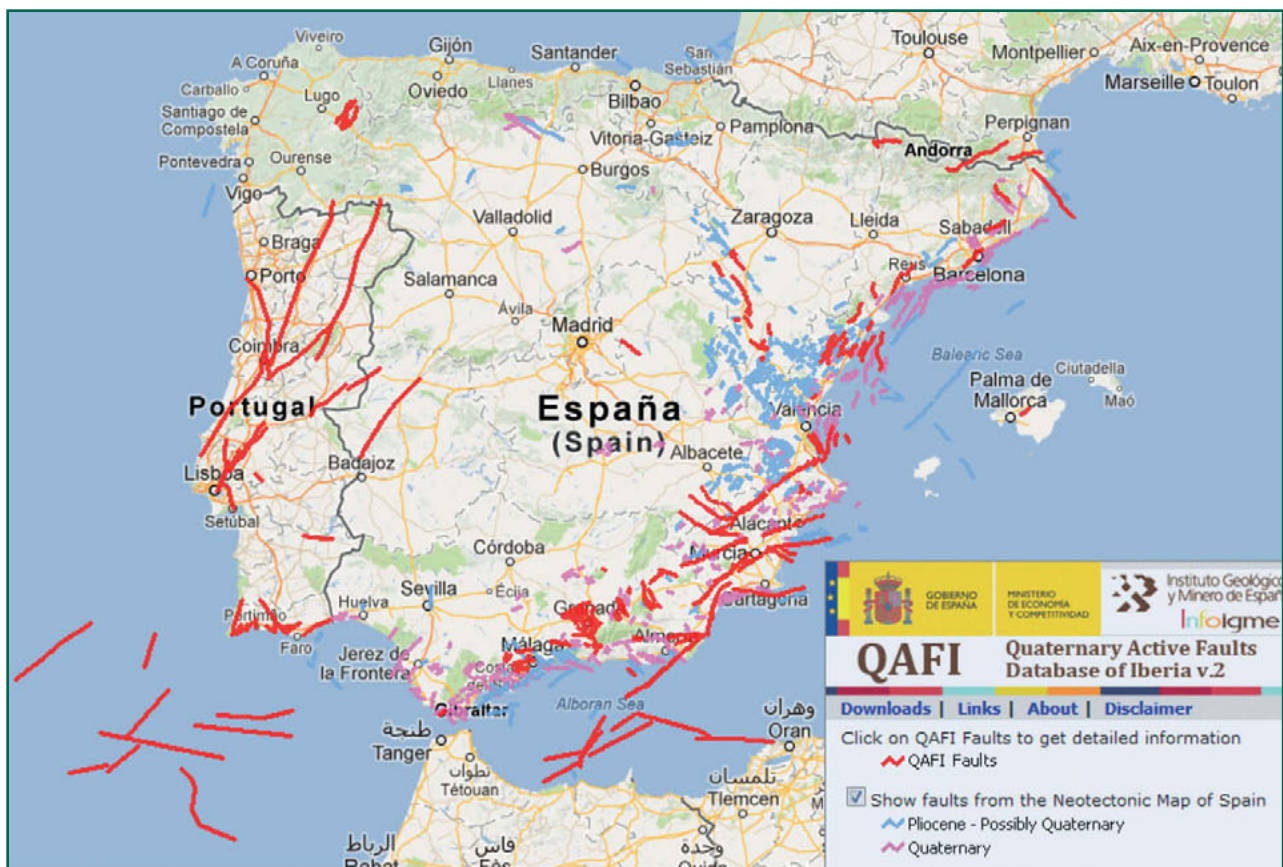 Viveiro
Gijón
Santander
San
Sebastián
Toulouse
Montpellier
Aix-en-Provence
A Coruña
Carballo
Lugo
Oviedo
Llanes
Bilbao
Marseille
Toulon
Santiago de
Compostela
Vitoria-Gasteiz
Pamplona
Perpignan
Andorra
Pontevedra
Ourense
Burgos
Vigo
Valladolid
Zaragoza
Lleida
Sabadell
Braga
Porto
Reus
Barcelona
Salamanca
Ávila
Madrid
Coimbra
Balearic Sea
Ciutadella
Maó
Palma de
Mallorca
Portugal
España
(Spain)
Valencia
Albacete
Lisboa
Badajoz
Setúbal
Alacant
Murcia
Córdoba
Sevilla
Écija
Cartagena
Huelva
Granada
Portimão
Faro
Almería
Málaga
Jerez de
la Frontera
Costa
del Sol
Gibraltar
Alboran Sea
طنجة
Tanger
وهران
Oran
تطوان
Tétouan
تلمسان
Tlemcen
الرباط
Rabat
فاس
Fès
GOBIERNO
DE ESPAÑA
MINISTERIO
DE ECONOMÍA
Y COMPETITIVIDAD
Instituto Geológico
y Minero de España
Infoigme
QAFI
Quaternary Active Faults
Database of Iberia v.2
Downloads | Links | About | Disclaimer
Click on QAFI Faults to get detailed information
QAFI Faults
Show faults from the Neotectonic Map of Spain
Pliocene - Possibly Quaternary
Quaternary